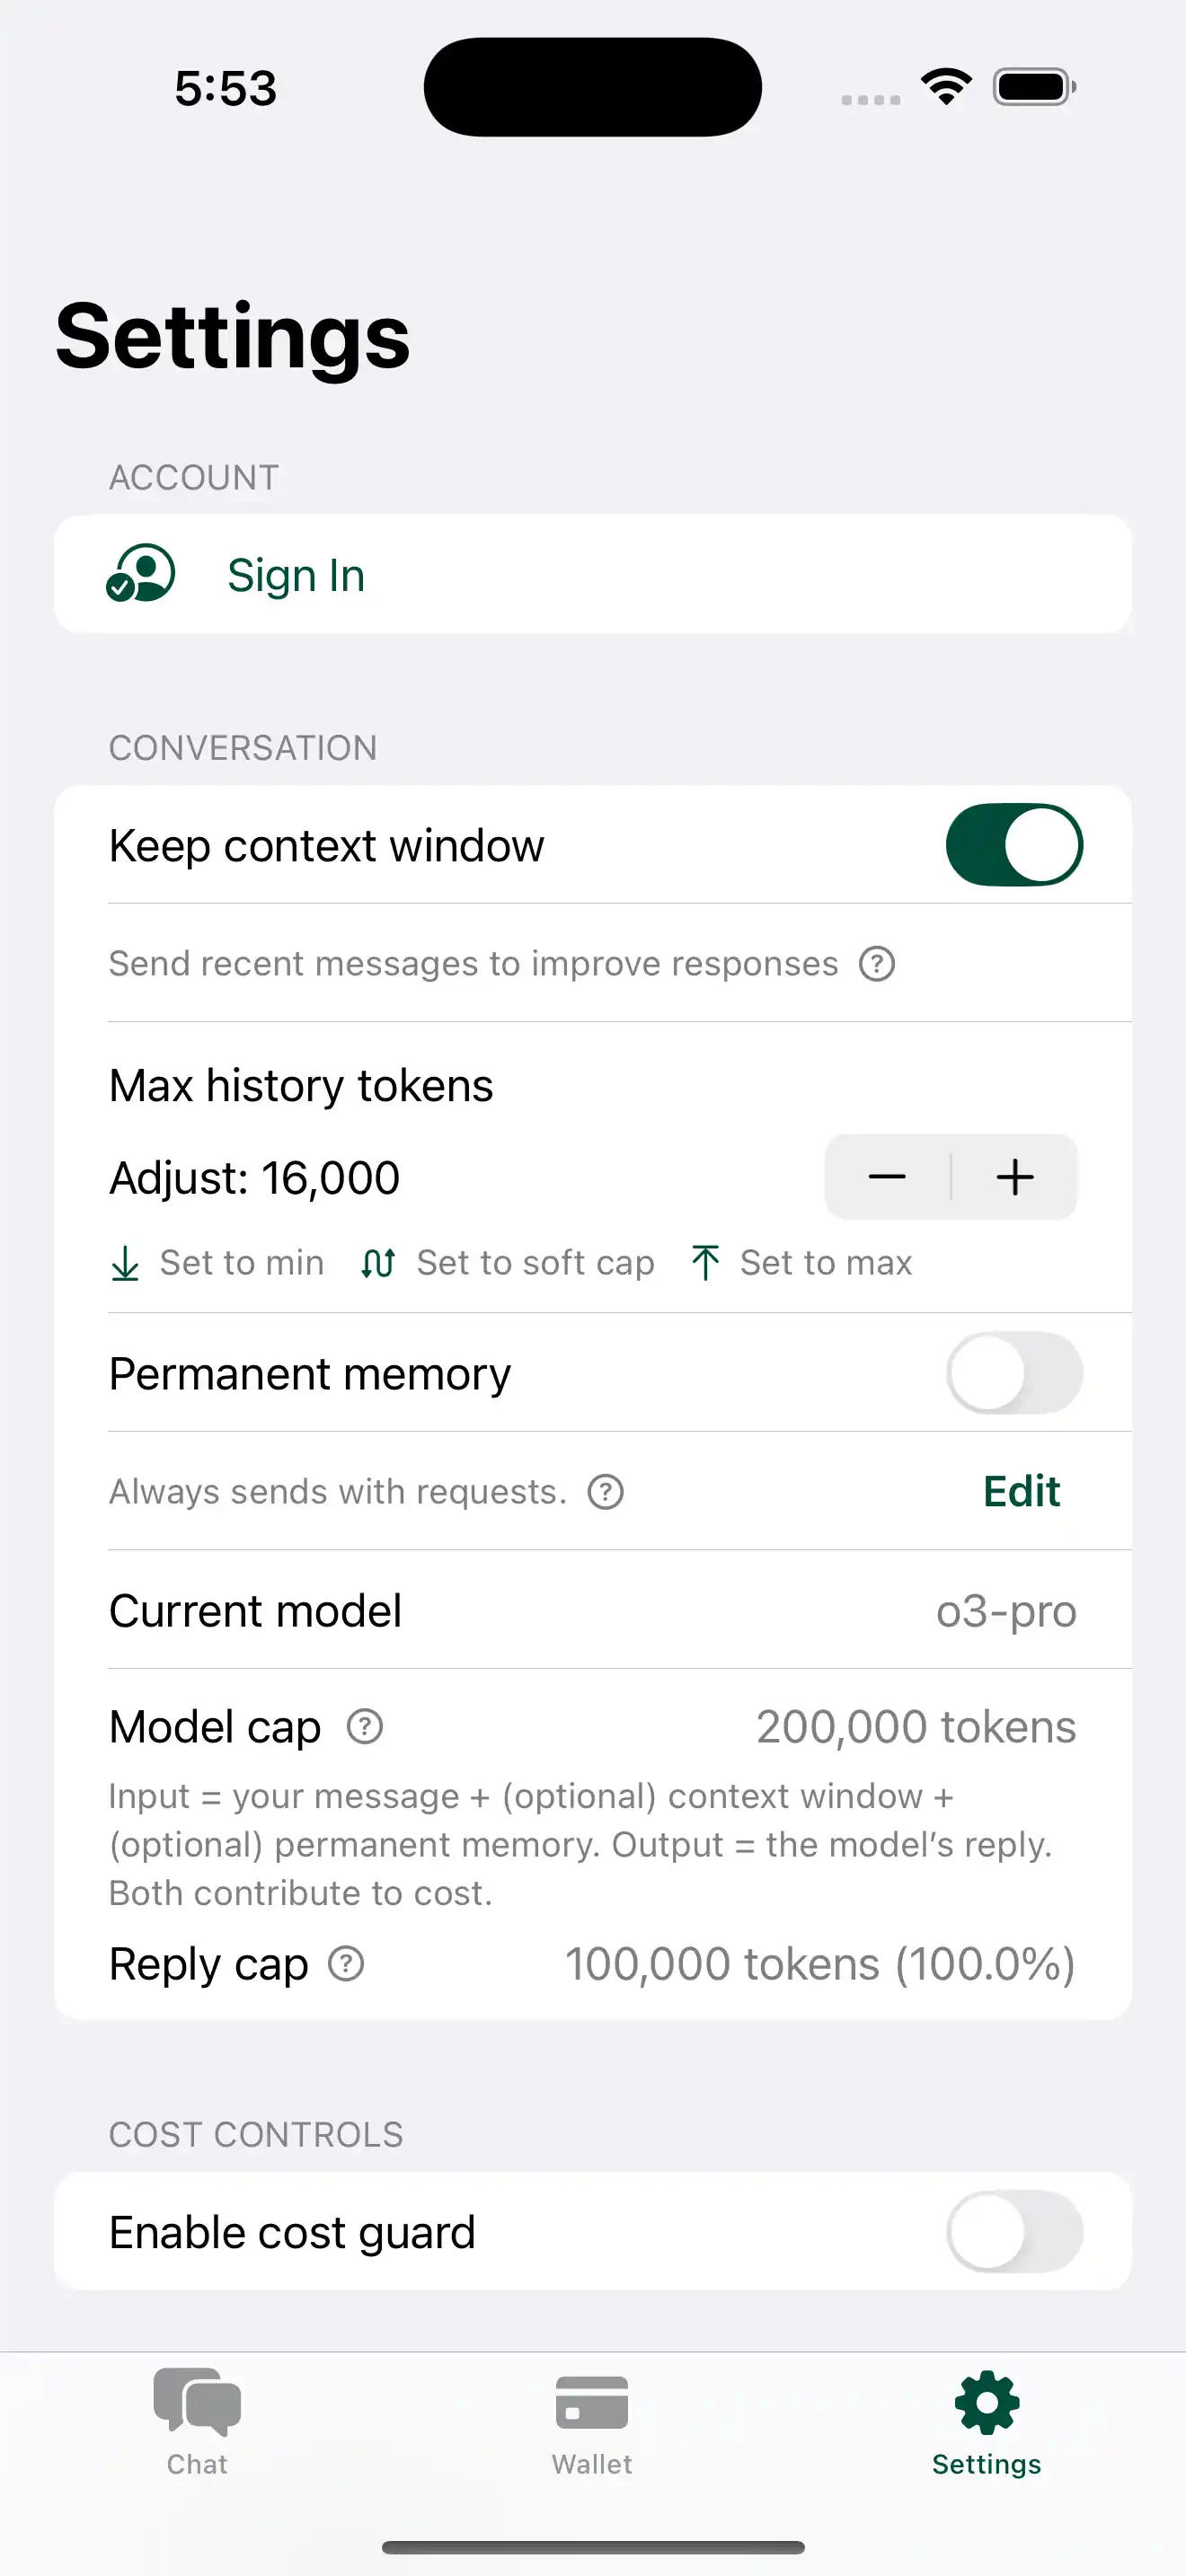 5:53
Settings
ACCOUNT
Sign In
CONVERSATION
Keep context window
Send recent messages to improve responses ?
Max history tokens
Adjust: 16,000
Set to min Set to soft cap Set to max
Permanent memory
Always sends with requests. ? Edit
Current model o3-pro
Model cap ? 200,000 tokens
Input = your message + (optional) context window +
(optional) permanent memory. Output = the model’s reply.
Both contribute to cost.
Reply cap ? 100,000 tokens (100.0%)
COST CONTROLS
Enable cost guard
Chat Wallet Settings